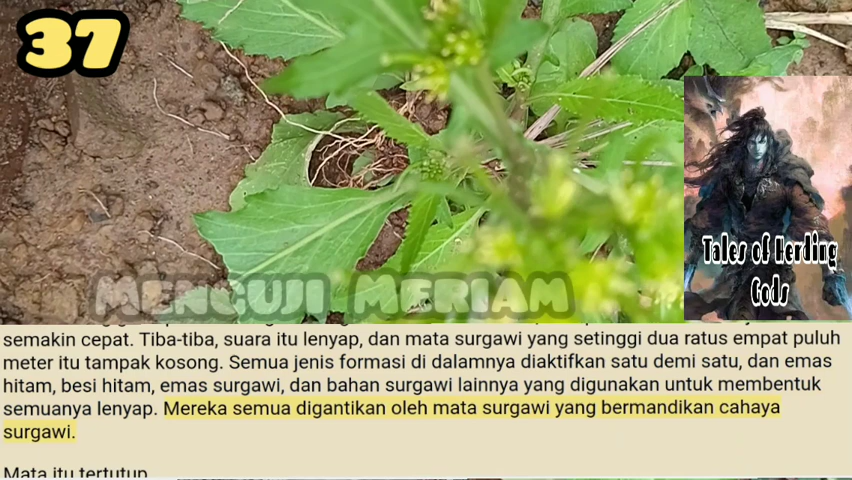 37
Tales of Herding
Gods
MENCUJI MERIAM
semakin cepat. Tiba-tiba, suara itu lenyap, dan mata surgawi yang setinggi dua ratus empat puluh
meter itu tampak kosong. Semua jenis formasi di dalamnya diaktifkan satu demi satu, dan emas
hitam, besi hitam, emas surgawi, dan bahan surgawi lainnya yang digunakan untuk membentuk
semuanya lenyap. Mereka semua digantikan oleh mata surgawi yang bermandikan cahaya
surgawi.
Mata itu tertutup